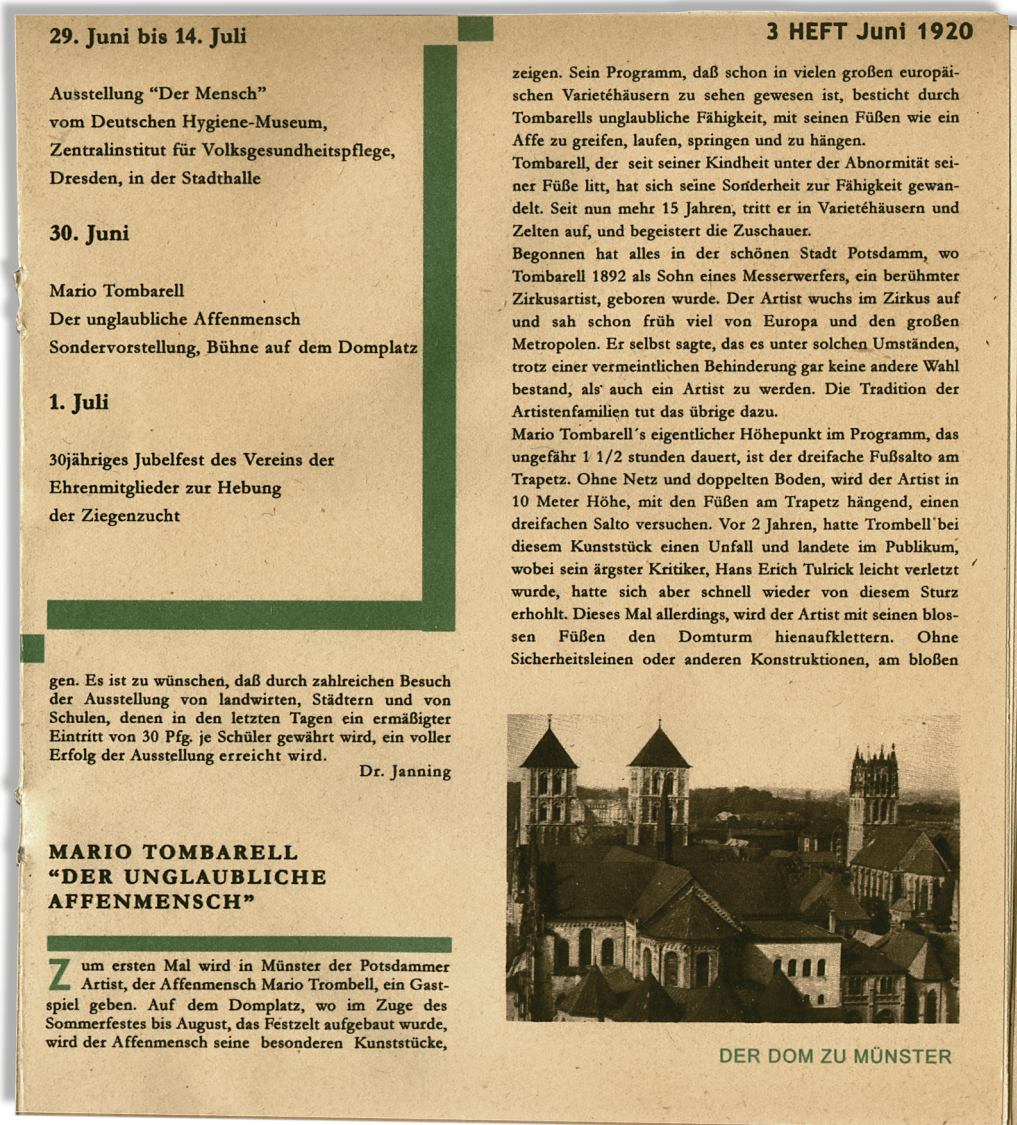 3 HEFT Juni 1920
29. Juni bis 14. Juli
Ausstellung “Der Mensch”
vom Deutschen Hygiene-Museum,
Zentralinstitut für Volksgesundheitspflege,
Dresden, in der Stadthalle
30. Juni
Mario Tombarell
Der unglaubliche Affenmensch
Sondervorstellung, Bühne auf dem Domplatz
1. Juli
30jähriges Jubelfest des Vereins der
Ehrenmitglieder zur Hebung
der Ziegenzucht
gen. Es ist zu wünschen, daß durch zahlreichen Besuch
der Ausstellung von landwirten, Städtern und von
Schulen, denen in den letzten Tagen ein ermäßigter
Eintritt von 30 Pfg. je Schüler gewährt wird, ein voller
Erfolg der Ausstellung erreicht wird.
Dr. Janning
MARIO TOMBARELL
“DER UNGLAUBLICHE
AFFENMENSCH”
Zum ersten Mal wird in Münster der Potsdammer
Artist, der Affenmensch Mario Trombell, ein Gast-
spiel geben. Auf dem Domplatz, wo im Zuge des
Sommerfestes bis August, das Festzelt aufgebaut wurde,
wird der Affenmensch seine besonderen Kunststücke,
zeigen. Sein Programm, daß schon in vielen großen europäi-
schen Varietéhäusern zu sehen gewesen ist, besticht durch
Tombarells unglaubliche Fähigkeit, mit seinen Füßen wie ein
Affe zu greifen, laufen, springen und zu hängen.
Tombarell, der seit seiner Kindheit unter der Abnormität sei-
ner Füße litt, hat sich seine Sonderheit zur Fähigkeit gewan-
delt. Seit nun mehr 15 Jahren, tritt er in Varietéhäusern und
Zelten auf, und begeistert die Zuschauer.
Begonnen hat alles in der schönen Stadt Potsdamm, wo
Tombarell 1892 als Sohn eines Messerwerfers, ein berühmter
Zirkusartist, geboren wurde. Der Artist wuchs im Zirkus auf
und sah schon früh viel von Europa und den großen
Metropolen. Er selbst sagte, das es unter solchen Umständen,
trotz einer vermeintlichen Behinderung gar keine andere Wahl
bestand, als auch ein Artist zu werden. Die Tradition der
Artistenfamilien tut das übrige dazu.
Mario Tombarell´s eigentlicher Höhepunkt im Programm, das
ungefähr 1 1/2 stunden dauert, ist der dreifache Fußsalto am
Trapetz. Ohne Netz und doppelten Boden, wird der Artist in
10 Meter Höhe, mit den Füßen am Trapetz hängend, einen
dreifachen Salto versuchen. Vor 2 Jahren, hatte Trombell bei
diesem Kunststück einen Unfall und landete im Publikum,
wobei sein ärgster Kritiker, Hans Erich Tulrick leicht verletzt
wurde, hatte sich aber schnell wieder von diesem Sturz
erhohlt. Dieses Mal allerdings, wird der Artist mit seinen blos-
sen Füßen den Domturm hienaufklettern. Ohne
Sicherheitsleinen oder anderen Konstruktionen, am bloßen
DER DOM ZU MÜNSTER